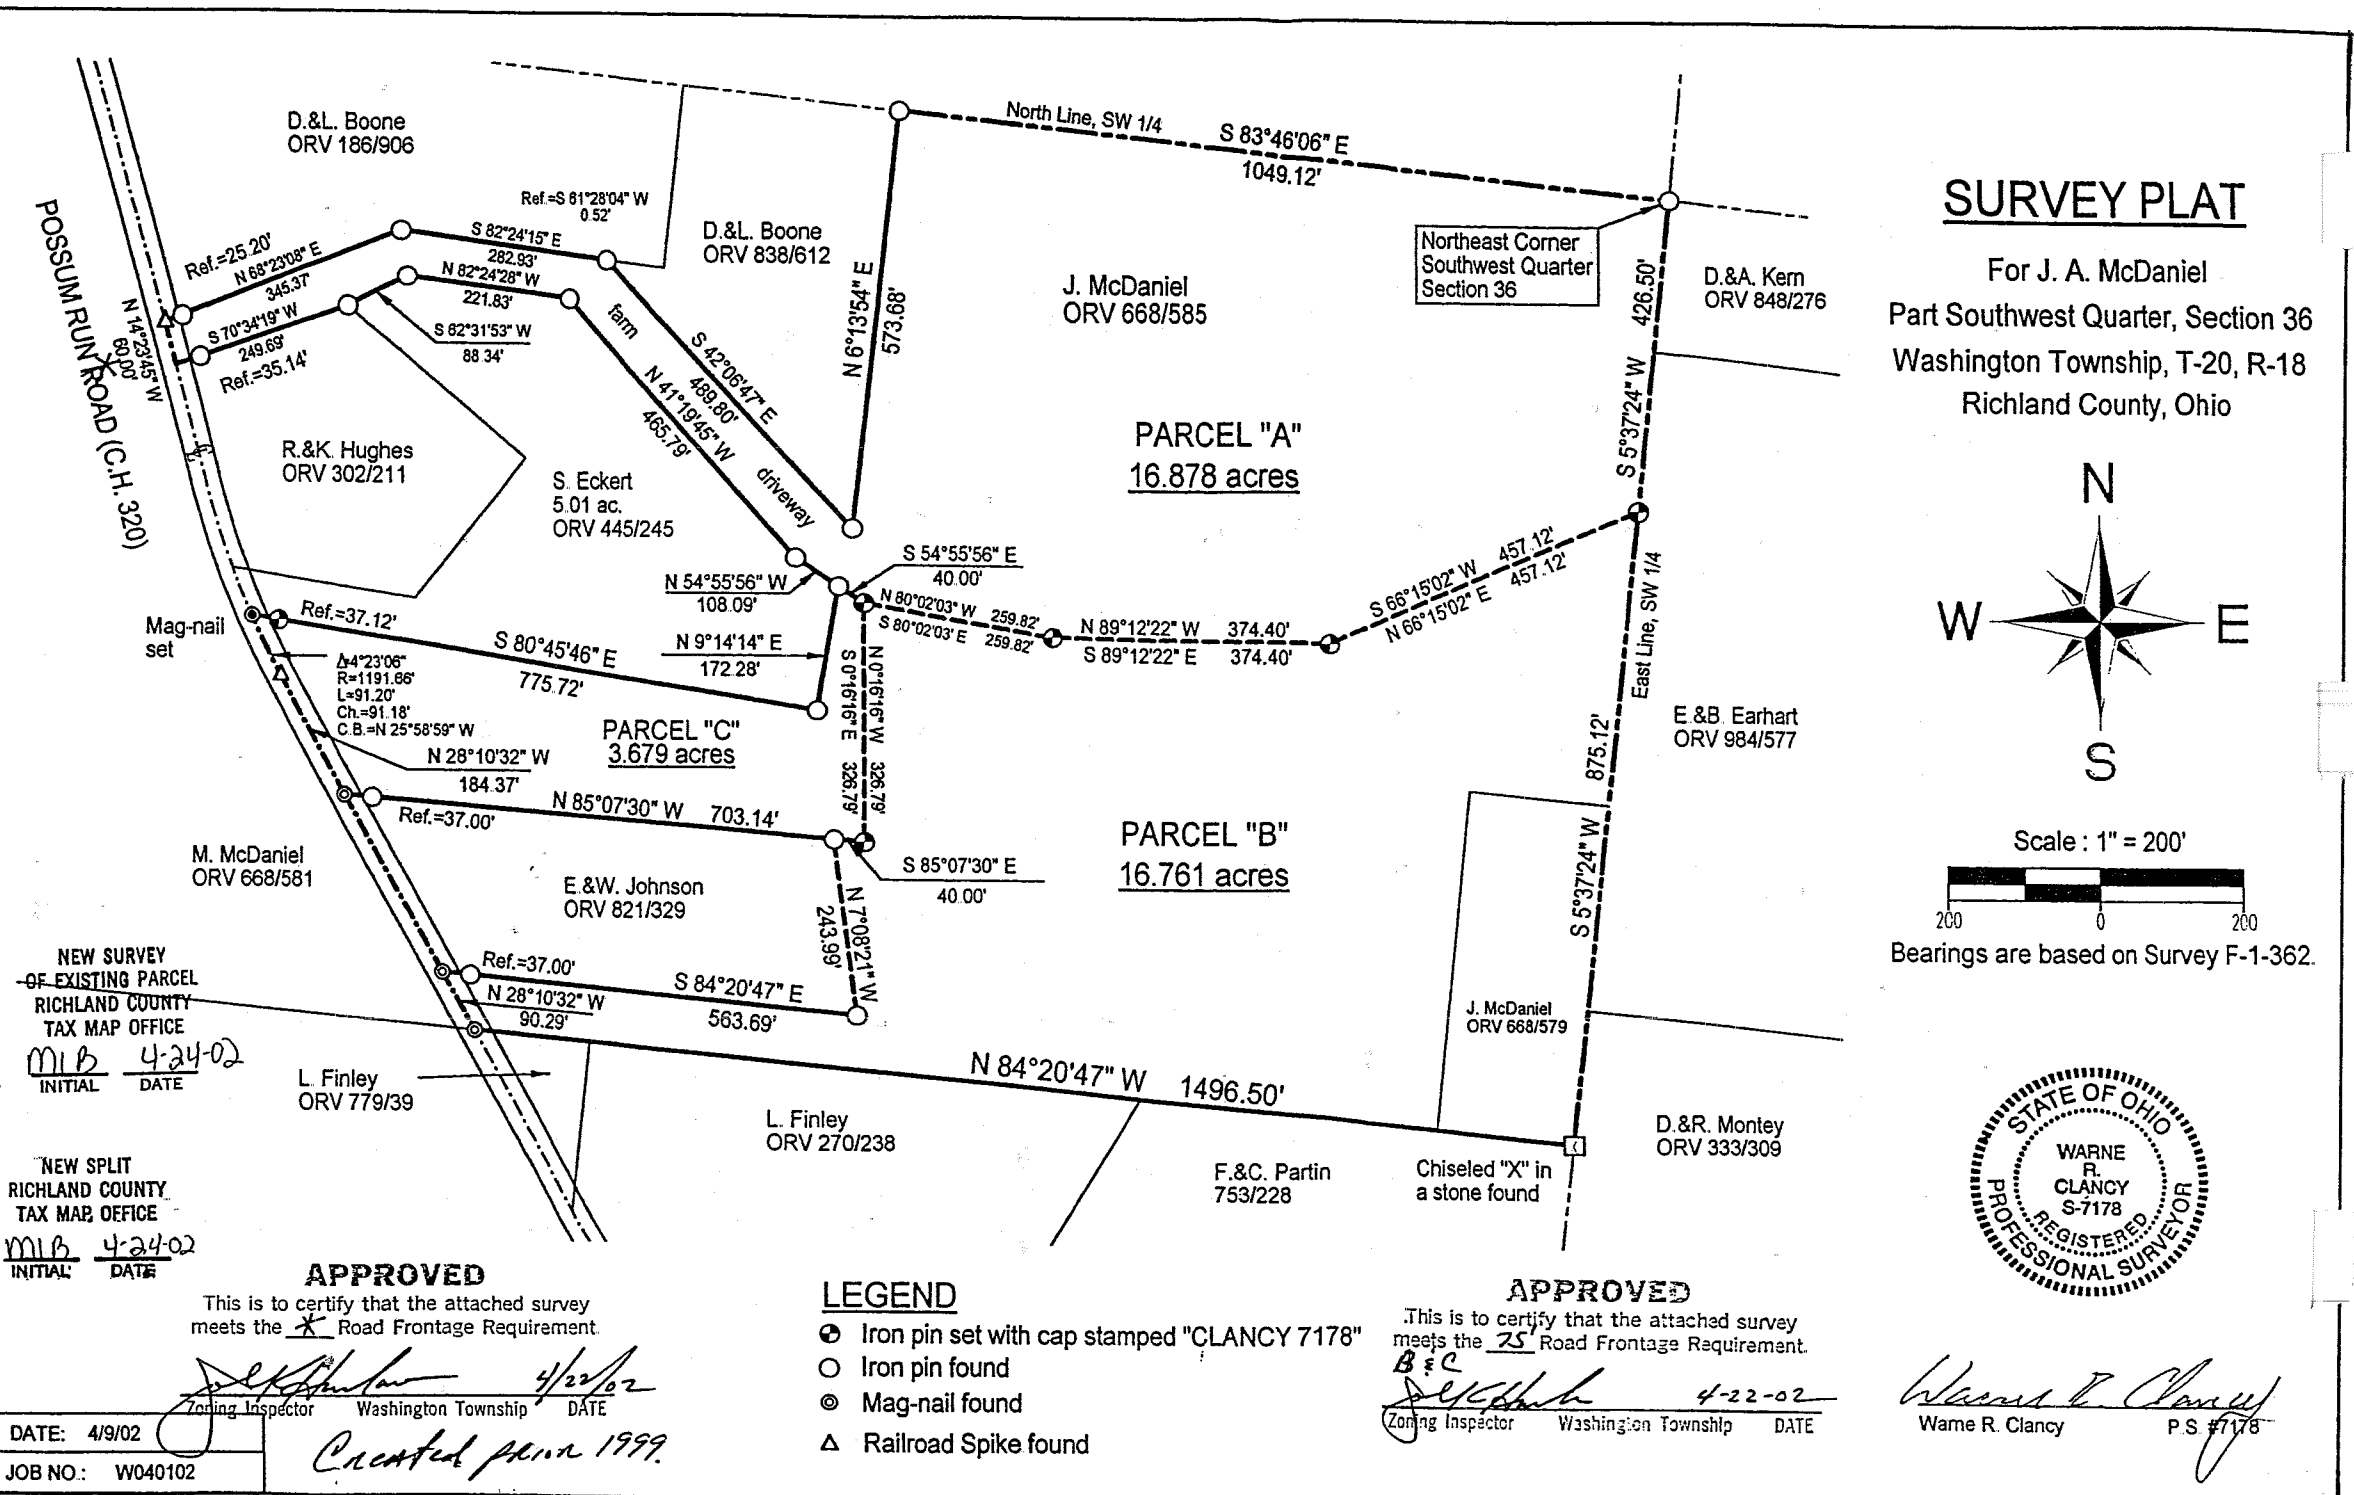 SURVEY PLAT
For J. A. McDaniel
Part Southwest Quarter, Section 36
Washington Township, T-20, R-18
Richland County, Ohio
N
W
E
S
Scale : 1" = 200'
200
0
200
Bearings are based on Survey F-1-362.
STATE OF OHIO
WARNE
R.
CLANCY
S-7178
REGISTERED
PROFESSIONAL SURVEYOR
Warne R. Clancy
P.S. #7178
D.&L. Boone
ORV 186/906
POSSUM RUN ROAD (C.H. 320)
Ref.=25.20'
N 68°23'08" E
345.37'
S 82°24'15" E
282.93'
Ref.=S 61°28'04" W
0.52'
N 82°24'28" W
221.83'
S 70°34'19" W
249.69'
Ref.=35.14'
S 62°31'53" W
88.34'
N 14°23'45" W
60.00'
D.&L. Boone
ORV 838/612
farm
driveway
S 42°06'47" E
489.80'
N 41°19'45" W
465.79'
N 6°13'54" E
573.68'
North Line, SW 1/4
S 83°46'06" E
1049.12'
J. McDaniel
ORV 668/585
Northeast Corner
Southwest Quarter
Section 36
D.&A. Kern
ORV 848/276
S 5°37'24" W 426.50'
PARCEL "A"
16.878 acres
R.&K. Hughes
ORV 302/211
S. Eckert
5.01 ac.
ORV 445/245
S 54°55'56" E
40.00'
N 54°55'56" W
108.09'
N 80°02'03" W 259.82'
S 80°02'03" E 259.82'
N 89°12'22" W 374.40'
S 89°12'22" E 374.40'
S 66°15'02" W 457.12'
N 66°15'02" E 457.12'
East Line, SW 1/4
Mag-nail
set
Ref.=37.12'
S 80°45'46" E
775.72'
N 9°14'14" E
172.28'
S 0°16'16" E 326.79'
N 0°16'16" W 326.79'
Δ=4°23'06"
R=1191.66'
L=91.20'
Ch.=91.18'
C.B.=N 25°58'59" W
N 28°10'32" W
184.37'
PARCEL "C"
3.679 acres
E.&B. Earhart
ORV 984/577
S 5°37'24" W 875.12'
N 85°07'30" W 703.14'
Ref.=37.00'
PARCEL "B"
16.761 acres
S 85°07'30" E
40.00'
M. McDaniel
ORV 668/581
E.&W. Johnson
ORV 821/329
N 7°08'21" W
243.99'
Ref.=37.00'
S 84°20'47" E
563.69'
N 28°10'32" W
90.29'
N 84°20'47" W 1496.50'
J. McDaniel
ORV 668/579
L. Finley
ORV 779/39
L. Finley
ORV 270/238
F.&C. Partin
753/228
Chiseled "X" in
a stone found
D.&R. Montey
ORV 333/309
NEW SURVEY
OF EXISTING PARCEL
RICHLAND COUNTY
TAX MAP OFFICE
MIB 4-24-02
INITIAL DATE
NEW SPLIT
RICHLAND COUNTY
TAX MAP OFFICE
MIB 4-24-02
INITIAL DATE
APPROVED
This is to certify that the attached survey
meets the * Road Frontage Requirement.
4/22/02
Zoning Inspector Washington Township DATE
Created prior 1999.
DATE: 4/9/02
JOB NO.: W040102
LEGEND
Iron pin set with cap stamped "CLANCY 7178"
Iron pin found
Mag-nail found
Railroad Spike found
APPROVED
This is to certify that the attached survey
meets the 75' Road Frontage Requirement.
B & C
4-22-02
Zoning Inspector Washington Township DATE